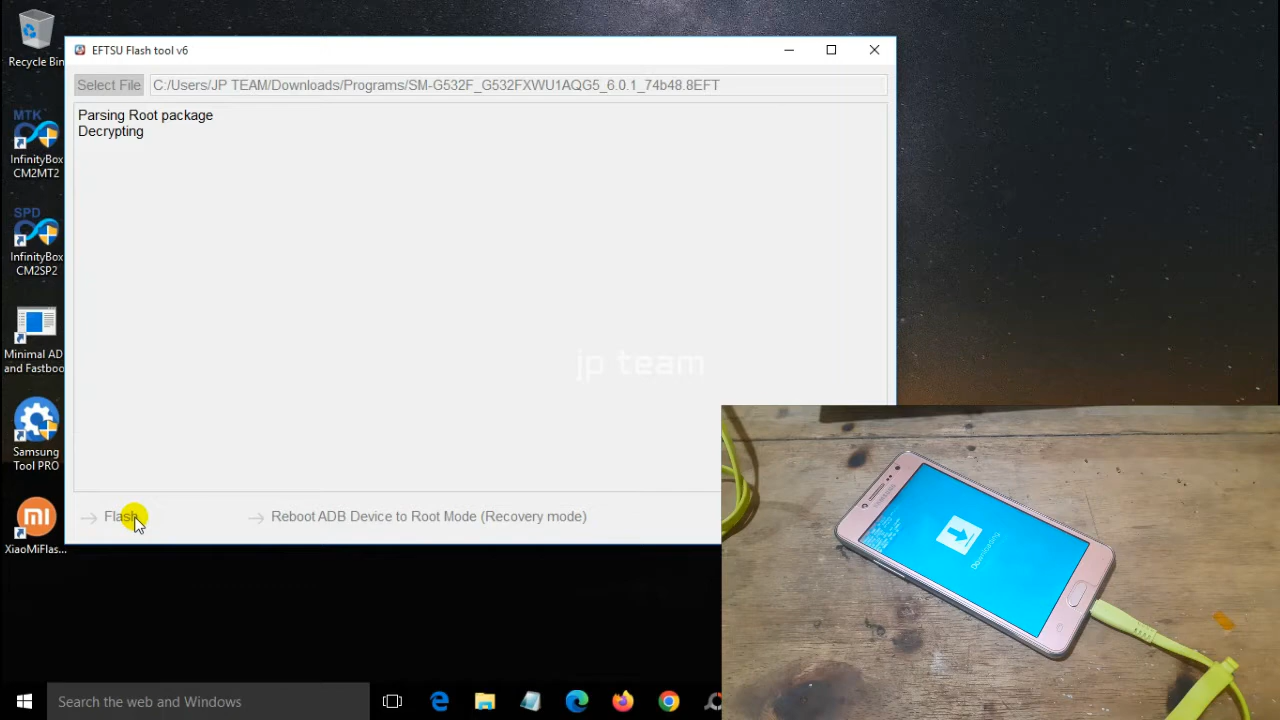 Recycle Bin
EFTSU Flash tool v6
Select File
C:/Users/JP TEAM/Downloads/Programs/SM-G532F_G532FXWU1AQG5_6.0.1_74b48.8EFT
Parsing Root package
Decrypting
MTK
InfinityBox
CM2MT2
SPD
InfinityBox
CM2SP2
Minimal AD
and Fastboo
Samsung
Tool PRO
XiaoMiFlas...
jp team
Flash
Reboot ADB Device to Root Mode (Recovery mode)
SAMSUNG
Downloading
Search the web and Windows